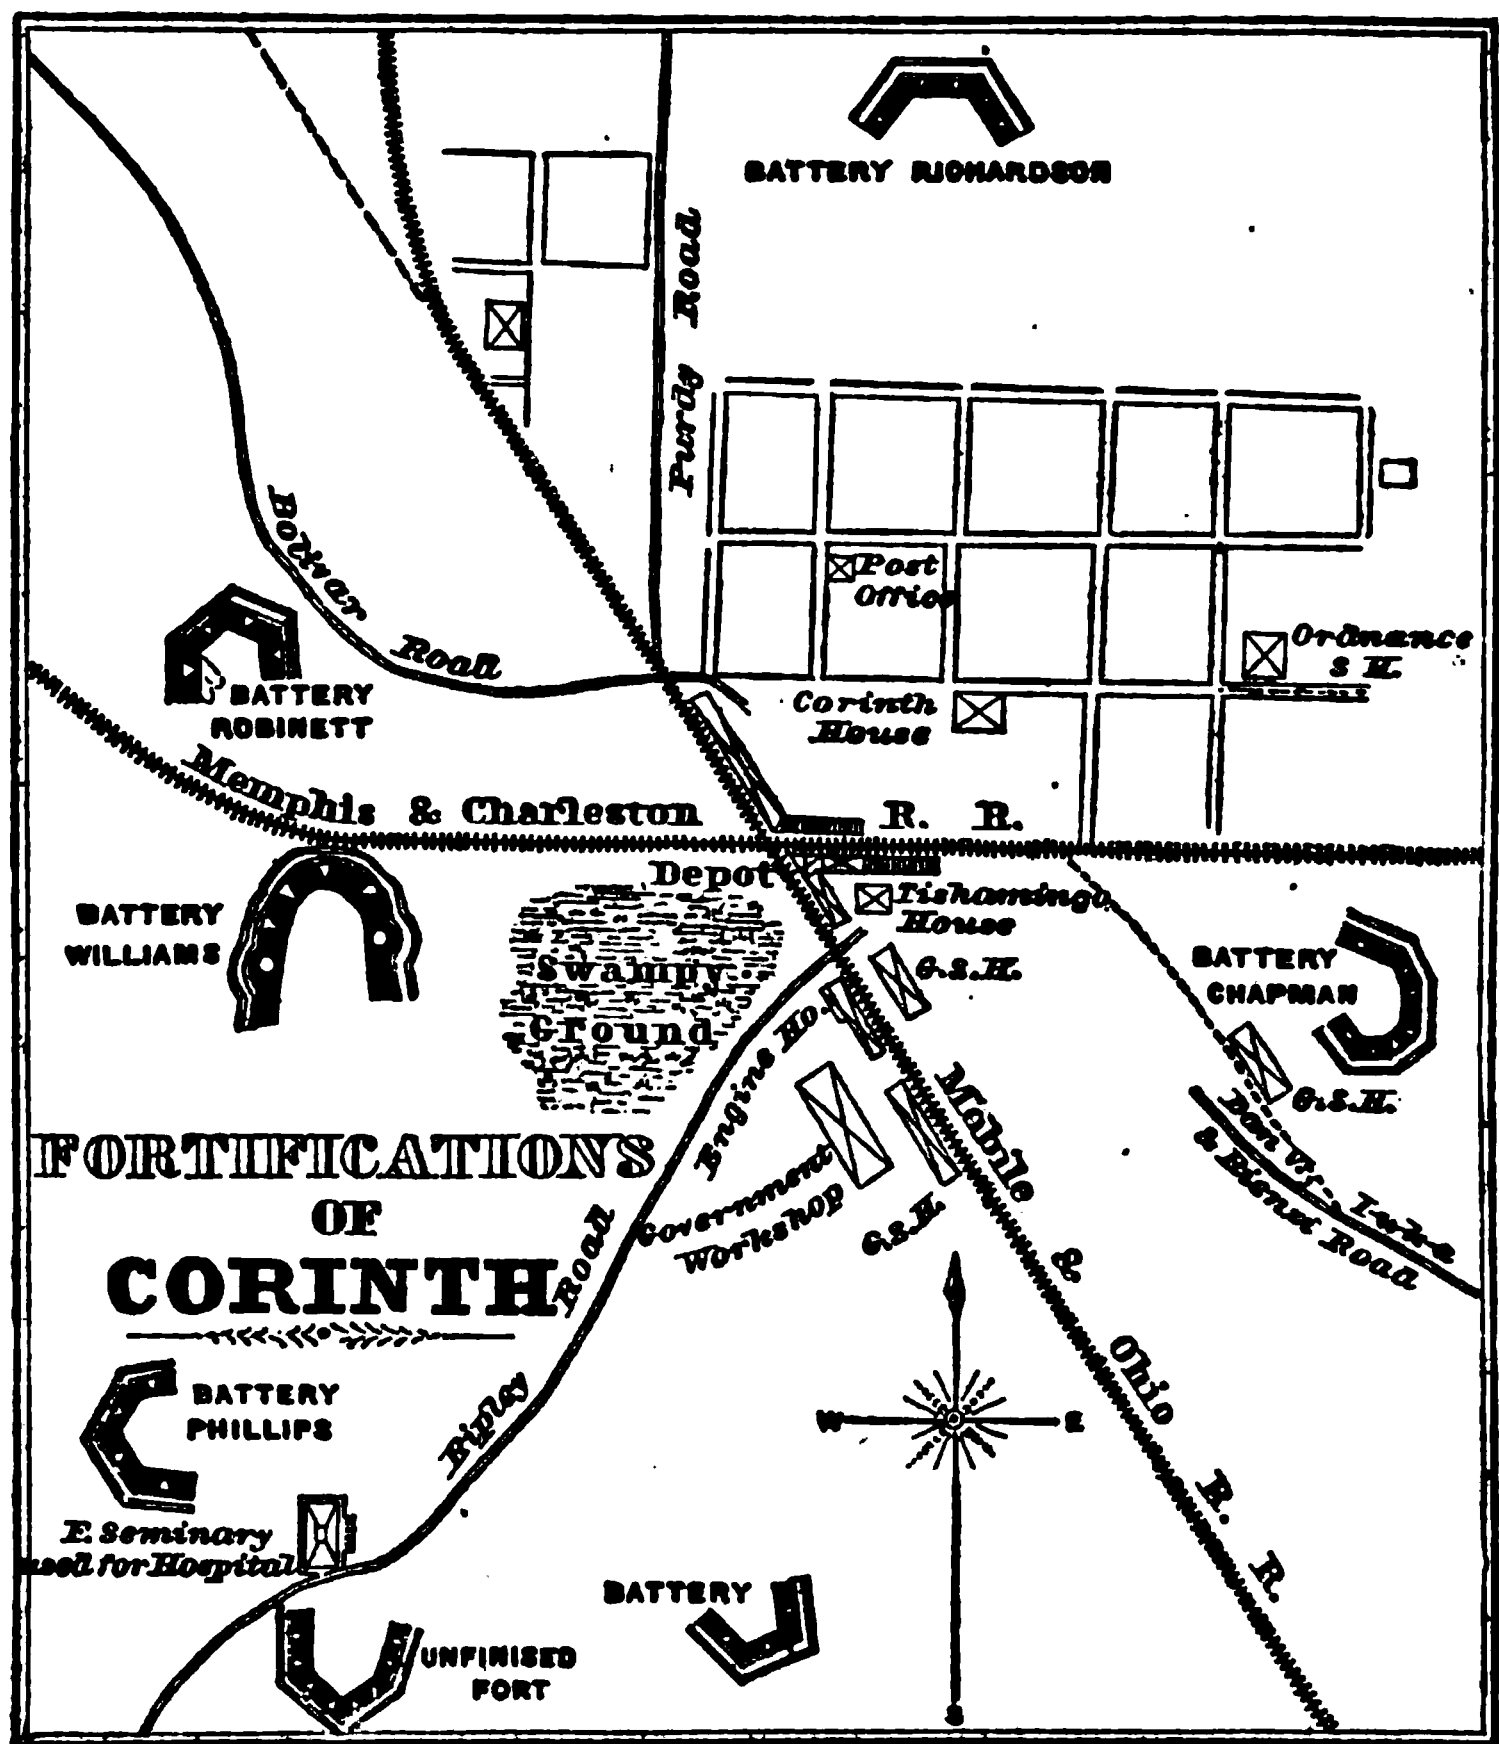 BATTERY RICHARDSON
Purdy Road
Bolivar Road
Post
Office
Ordnance
S H.
BATTERY
ROBINETT
Corinth
House
Memphis & Charleston R. R.
Depot
Tishamingo
House
BATTERY
WILLIAMS
Swampy
Ground
G.S.H.
BATTERY
CHAPMAN
Engine Ho.
G.S.H.
Mobile & Ohio R. R.
Government
Workshop
G.S.H.
Iuka
& Rienzi Road
FORTIFICATIONS
OF
CORINTH
Ripley Road
W E
S
BATTERY
PHILLIPS
F. Seminary
used for Hospital
BATTERY
UNFINISED
FORT